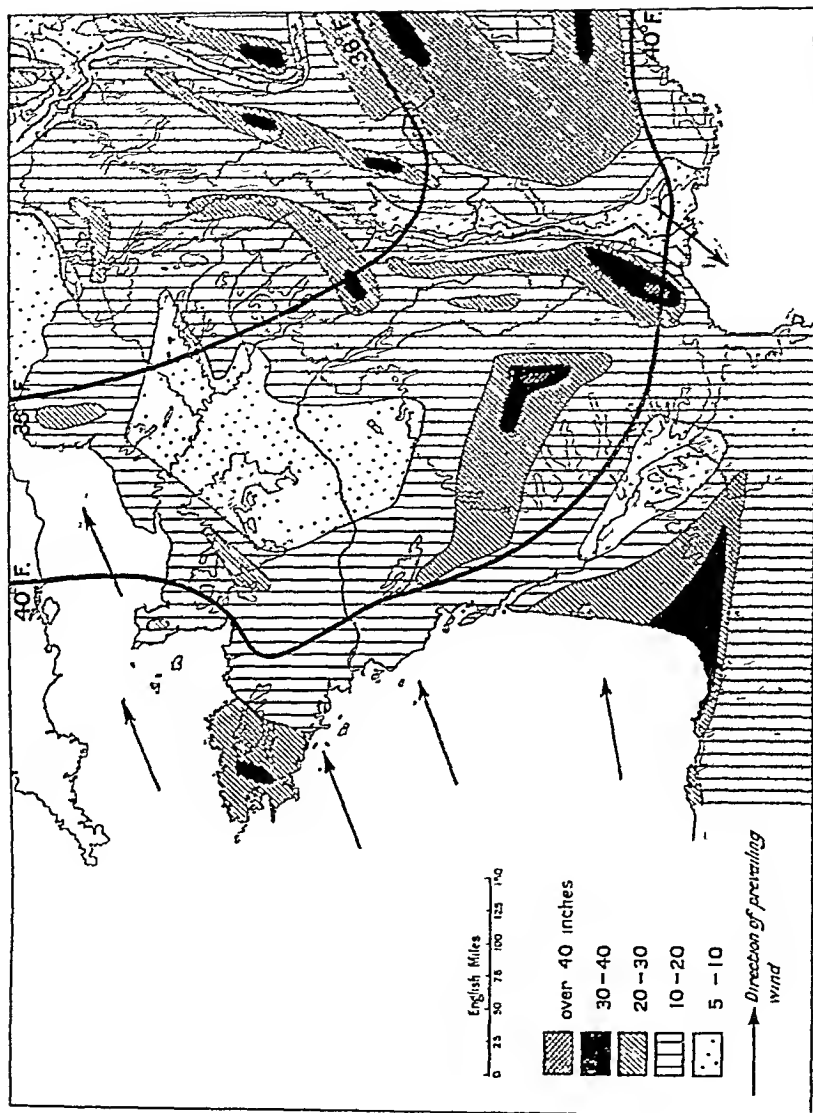 40° F.
38° F.
38° F.
40° F.
English Miles
0 25 50 75 100 125 150
over 40 inches
30 - 40
20 - 30
10 - 20
5 - 10
Direction of prevailing
wind